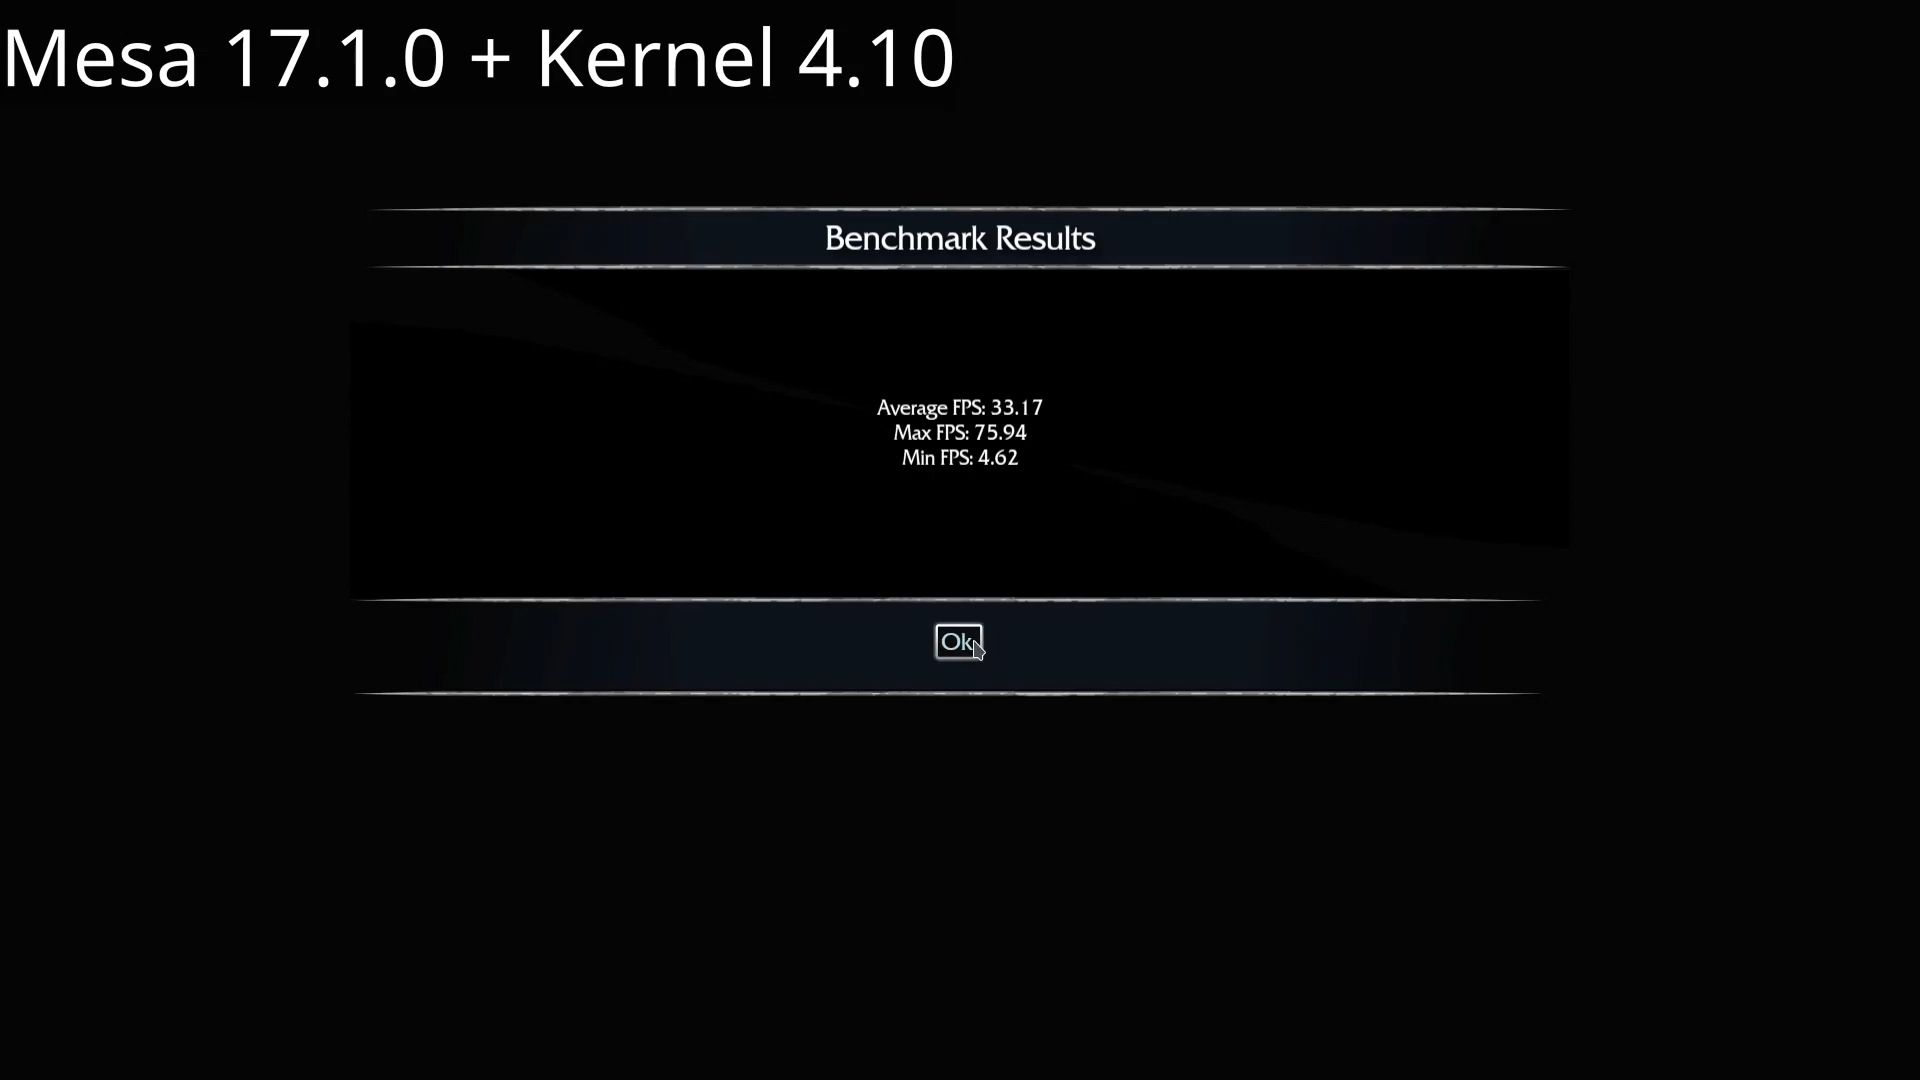 Mesa 17.1.0 + Kernel 4.10
Benchmark Results
Average FPS: 33.17
Max FPS: 75.94
Min FPS: 4.62
Ok